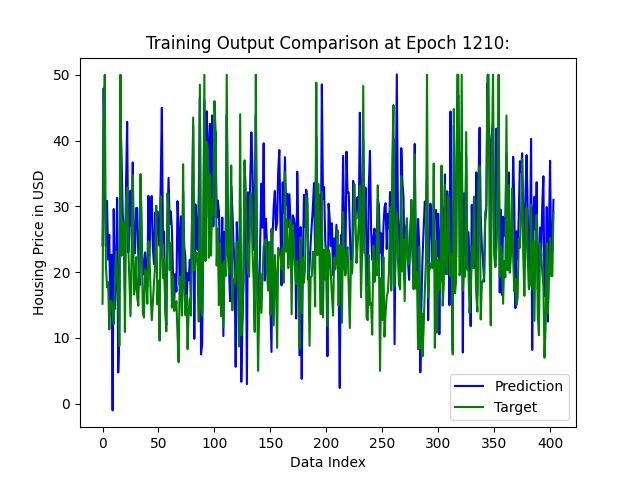 Training Output Comparison at Epoch 1210:
Housing Price in USD
50
40
30
20
10
0
0 50 100 150 200 250 300 350 400
Data Index
Prediction
Target